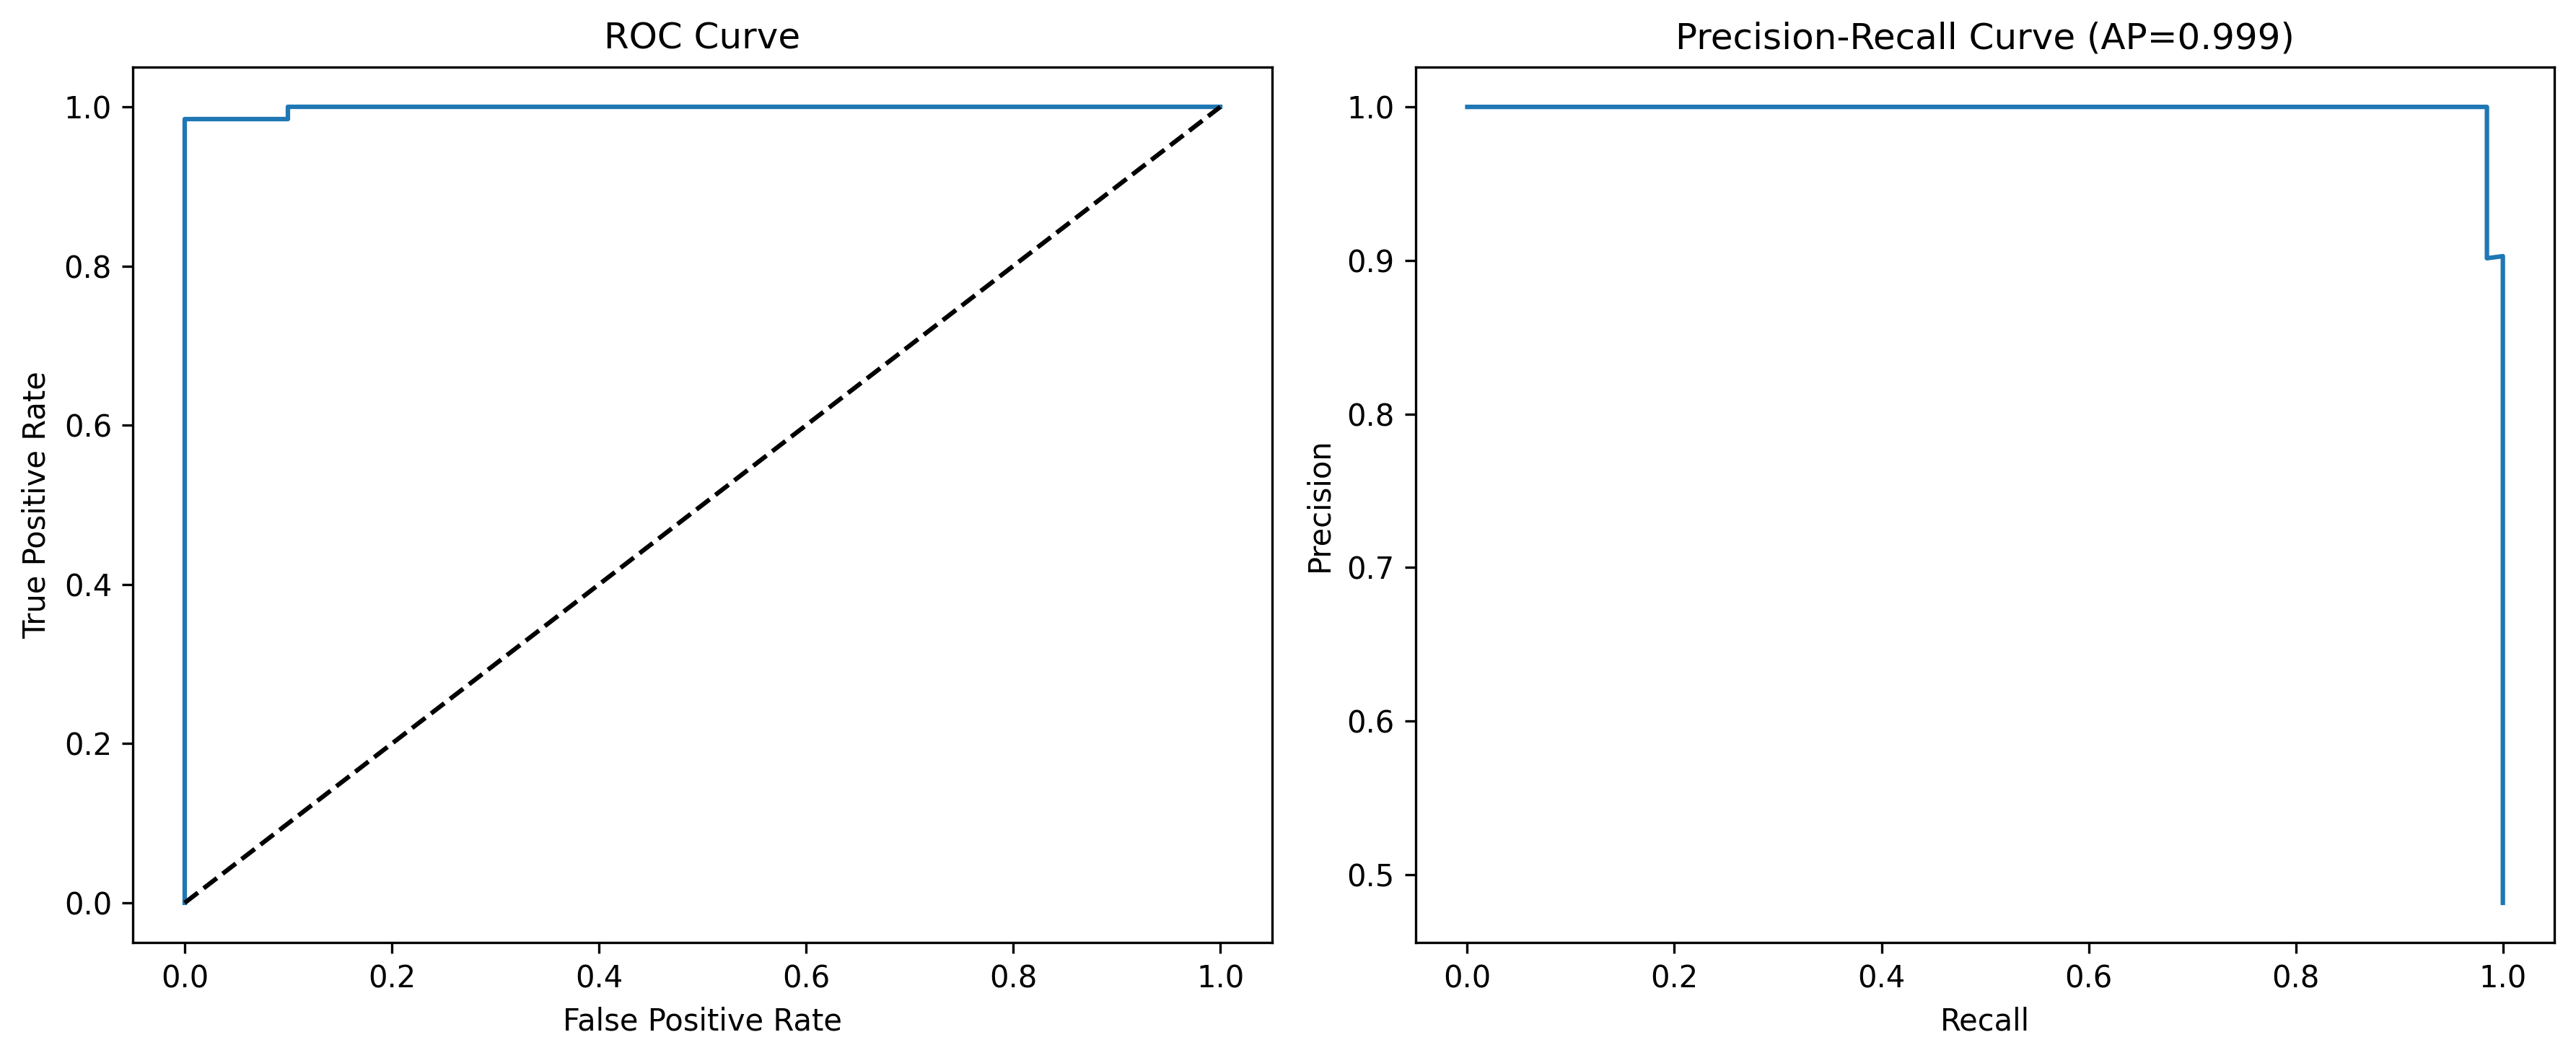 ROC Curve
True Positive Rate
1.0
0.8
0.6
0.4
0.2
0.0
0.0 0.2 0.4 0.6 0.8 1.0
False Positive Rate
Precision-Recall Curve (AP=0.999)
Precision
1.0
0.9
0.8
0.7
0.6
0.5
0.0 0.2 0.4 0.6 0.8 1.0
Recall